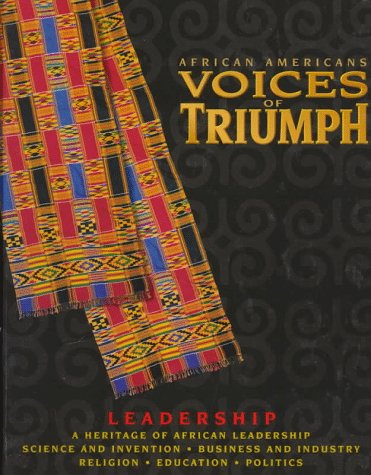 AFRICAN AMERICANS
VOICES
OF
TRIUMPH
LEADERSHIP
A HERITAGE OF AFRICAN LEADERSHIP
SCIENCE AND INVENTION • BUSINESS AND INDUSTRY
RELIGION • EDUCATION • POLITICS